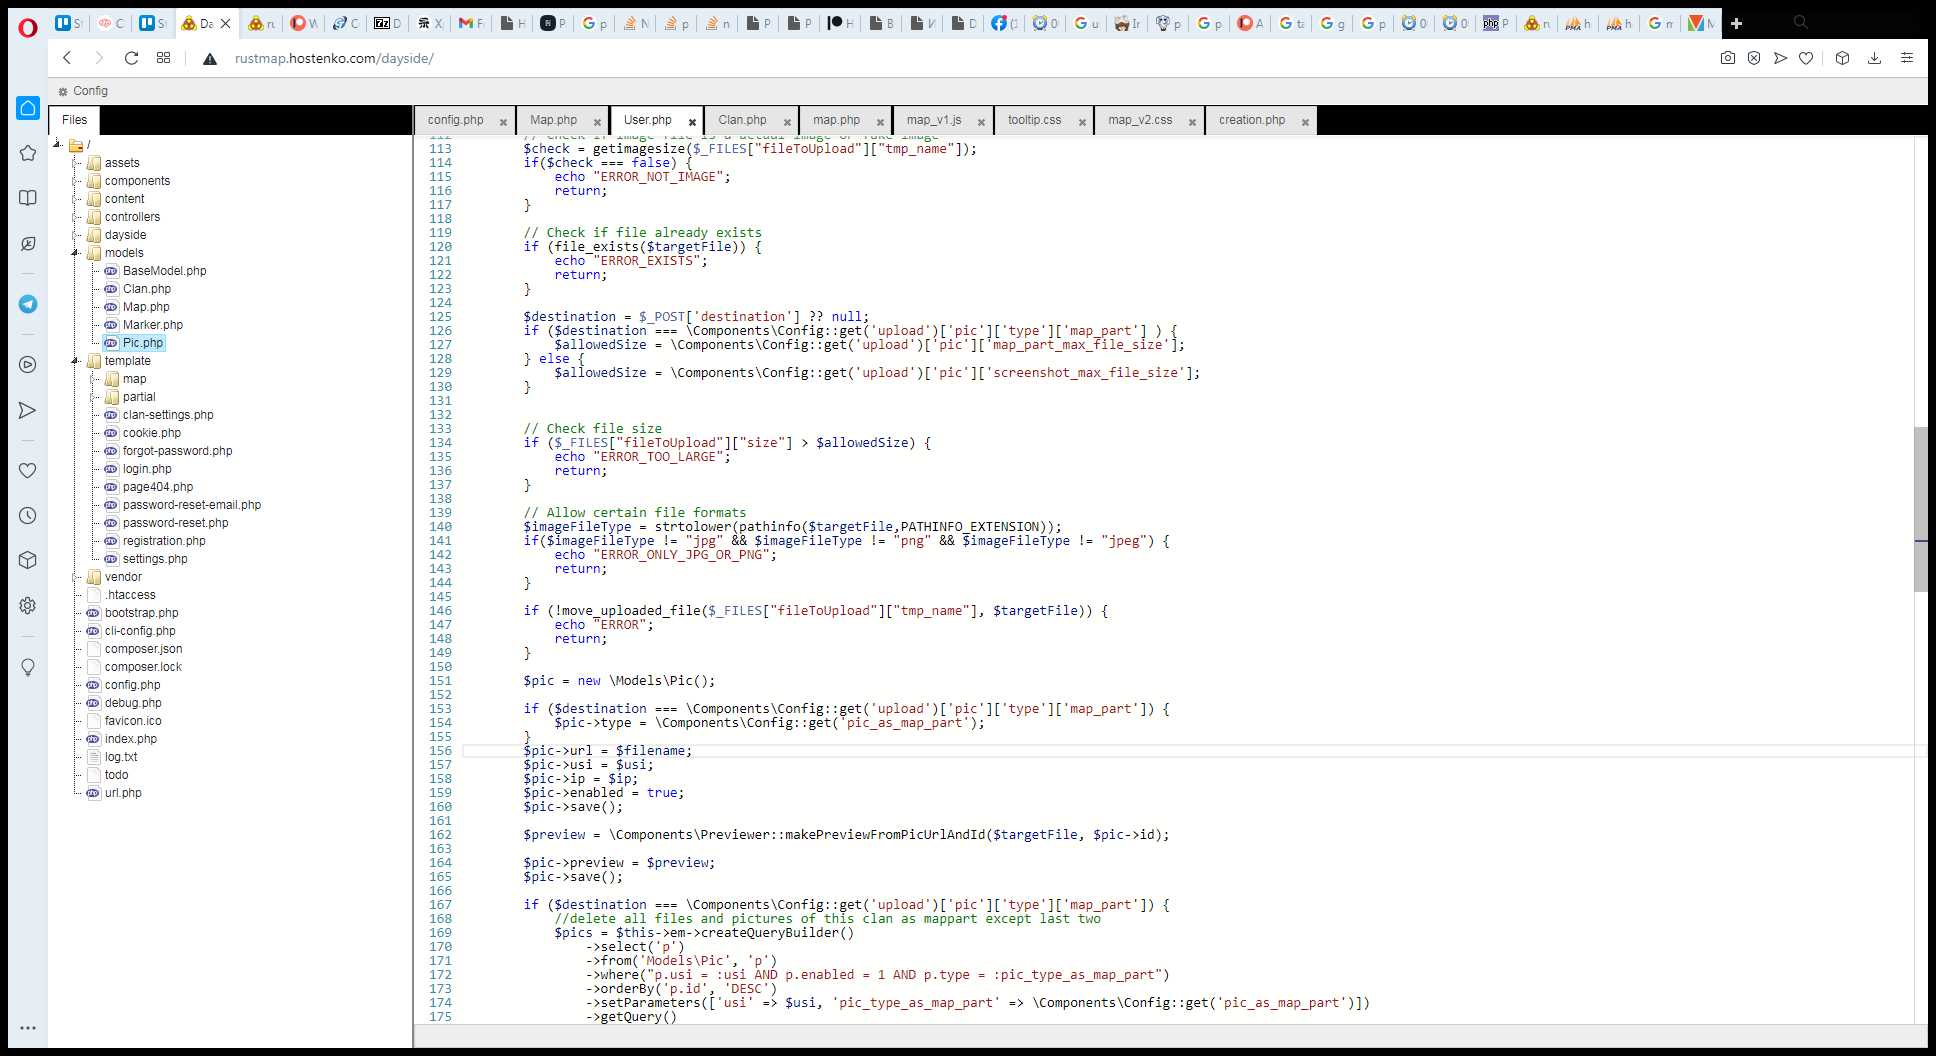 rustmap.hostenko.com/dayside/
Config
Files
config.php
Map.php
User.php
Clan.php
map.php
map_v1.js
tooltip.css
map_v2.css
creation.php
/
assets
components
content
controllers
dayside
models
BaseModel.php
Clan.php
Map.php
Marker.php
Pic.php
template
map
partial
clan-settings.php
cookie.php
forgot-password.php
login.php
page404.php
password-reset-email.php
password-reset.php
registration.php
settings.php
vendor
.htaccess
bootstrap.php
cli-config.php
composer.json
composer.lock
config.php
debug.php
favicon.ico
index.php
log.txt
todo
url.php
112 // Check if image file is a actual image or fake image
113 $check = getimagesize($_FILES["fileToUpload"]["tmp_name"]);
114 if($check === false) {
115 echo "ERROR_NOT_IMAGE";
116 return;
117 }
118
119 // Check if file already exists
120 if (file_exists($targetFile)) {
121 echo "ERROR_EXISTS";
122 return;
123 }
124
125 $destination = $_POST['destination'] ?? null;
126 if ($destination === \Components\Config::get('upload')['pic']['type']['map_part'] ) {
127 $allowedSize = \Components\Config::get('upload')['pic']['map_part_max_file_size'];
128 } else {
129 $allowedSize = \Components\Config::get('upload')['pic']['screenshot_max_file_size'];
130 }
131
132
133 // Check file size
134 if ($_FILES["fileToUpload"]["size"] > $allowedSize) {
135 echo "ERROR_TOO_LARGE";
136 return;
137 }
138
139 // Allow certain file formats
140 $imageFileType = strtolower(pathinfo($targetFile,PATHINFO_EXTENSION));
141 if($imageFileType != "jpg" && $imageFileType != "png" && $imageFileType != "jpeg") {
142 echo "ERROR_ONLY_JPG_OR_PNG";
143 return;
144 }
145
146 if (!move_uploaded_file($_FILES["fileToUpload"]["tmp_name"], $targetFile)) {
147 echo "ERROR";
148 return;
149 }
150
151 $pic = new \Models\Pic();
152
153 if ($destination === \Components\Config::get('upload')['pic']['type']['map_part']) {
154 $pic->type = \Components\Config::get('pic_as_map_part');
155 }
156 $pic->url = $filename;
157 $pic->usi = $usi;
158 $pic->ip = $ip;
159 $pic->enabled = true;
160 $pic->save();
161
162 $preview = \Components\Previewer::makePreviewFromPicUrlAndId($targetFile, $pic->id);
163
164 $pic->preview = $preview;
165 $pic->save();
166
167 if ($destination === \Components\Config::get('upload')['pic']['type']['map_part']) {
168 //delete all files and pictures of this clan as mappart except last two
169 $pics = $this->em->createQueryBuilder()
170 ->select('p')
171 ->from('Models\Pic', 'p')
172 ->where("p.usi = :usi AND p.enabled = 1 AND p.type = :pic_type_as_map_part")
173 ->orderBy('p.id', 'DESC')
174 ->setParameters(['usi' => $usi, 'pic_type_as_map_part' => \Components\Config::get('pic_as_map_part')])
175 ->getQuery()